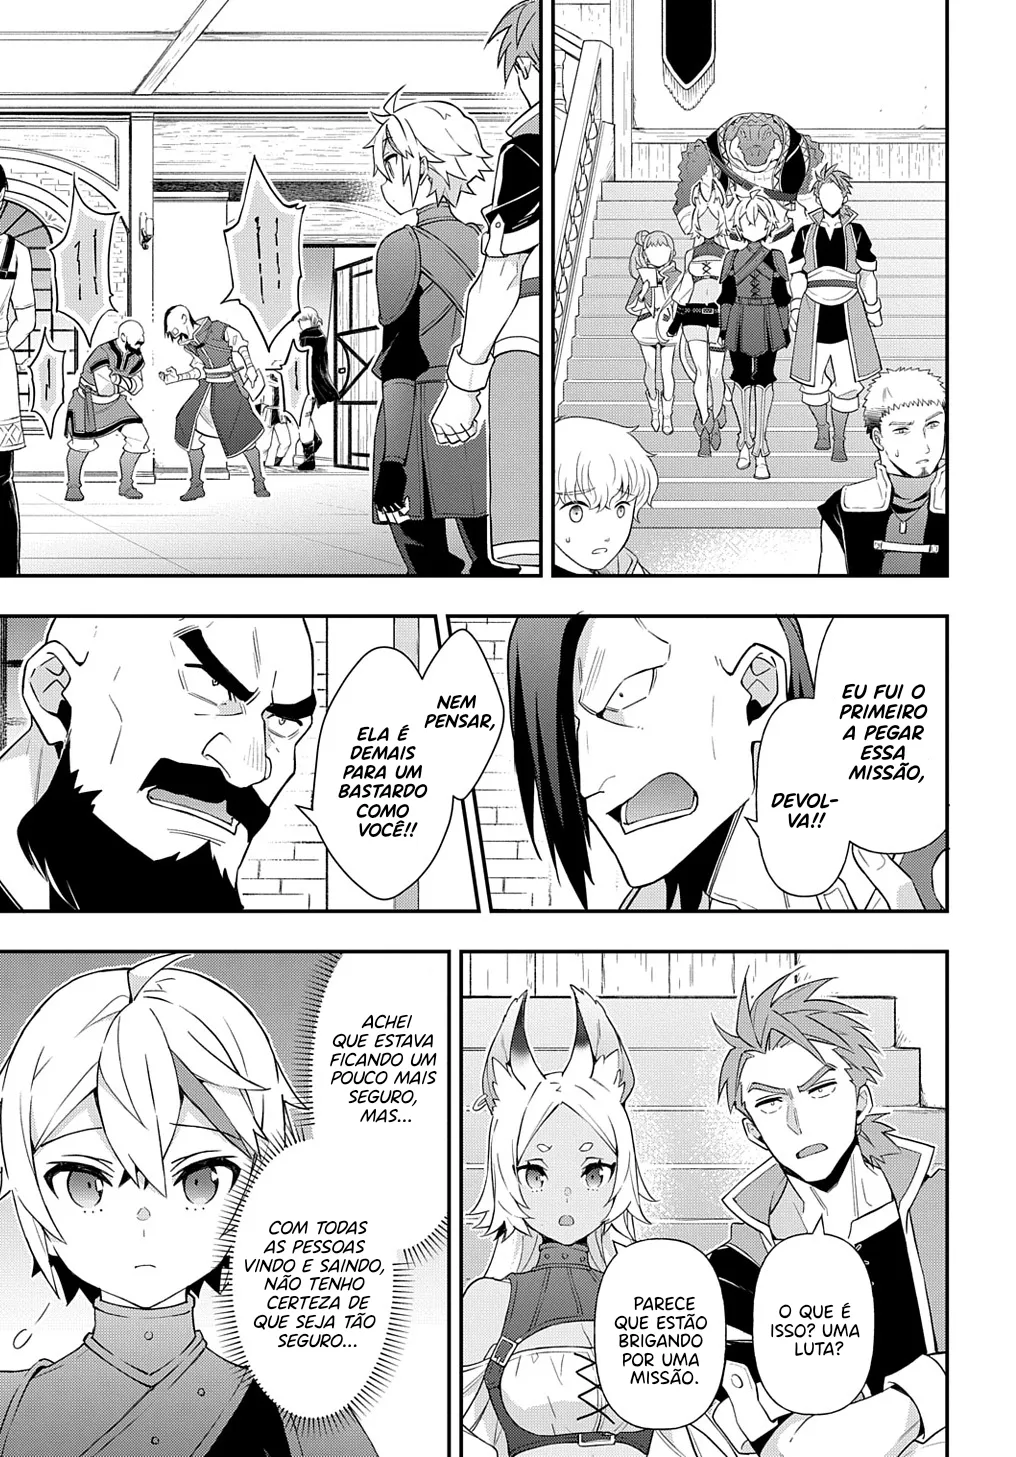 EU FUI O
PRIMEIRO
A PEGAR
ESSA
MISSÃO,
DEVOL-
VA!!
NEM
PENSAR,
ELA É
DEMAIS
PARA UM
BASTARDO
COMO
VOCÊ!!
O QUE É
ISSO? UMA
LUTA?
PARECE
QUE ESTÃO
BRIGANDO
POR UMA
MISSÃO.
ACHEI
QUE ESTAVA
FICANDO UM
POUCO MAIS
SEGURO,
MAS...
COM TODAS
AS PESSOAS
VINDO E SAINDO,
NÃO TENHO
CERTEZA DE
QUE SEJA TÃO
SEGURO...